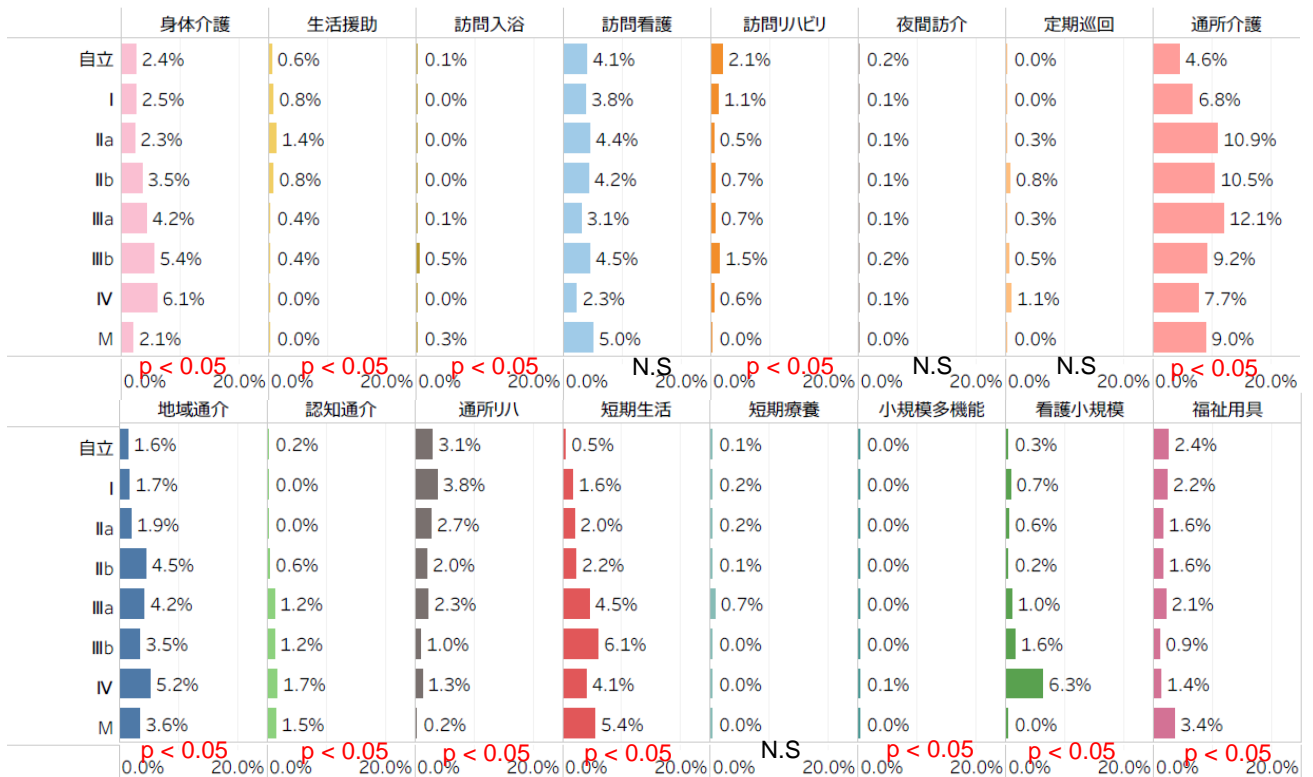 身体介護 生活援助 訪問入浴 訪問看護 訪問リハビリ 夜間訪介 定期巡回 通所介護
自立 2.4% 0.6% 0.1% 4.1% 2.1% 0.2% 0.0% 4.6%
Ⅰ 2.5% 0.8% 0.0% 3.8% 1.1% 0.1% 0.0% 6.8%
Ⅱa 2.3% 1.4% 0.0% 4.4% 0.5% 0.1% 0.3% 10.9%
Ⅱb 3.5% 0.8% 0.0% 4.2% 0.7% 0.1% 0.8% 10.5%
Ⅲa 4.2% 0.4% 0.1% 3.1% 0.7% 0.1% 0.3% 12.1%
Ⅲb 5.4% 0.4% 0.5% 4.5% 1.5% 0.2% 0.5% 9.2%
Ⅳ 6.1% 0.0% 0.0% 2.3% 0.6% 0.1% 1.1% 7.7%
M 2.1% 0.0% 0.3% 5.0% 0.0% 0.0% 0.0% 9.0%
p < 0.05 p < 0.05 p < 0.05 N.S p < 0.05 N.S N.S p < 0.05
0.0% 20.0% 0.0% 20.0% 0.0% 20.0% 0.0% 20.0% 0.0% 20.0% 0.0% 20.0% 0.0% 20.0% 0.0% 20.0%
地域通介 認知通介 通所リハ 短期生活 短期療養 小規模多機能 看護小規模 福祉用具
自立 1.6% 0.2% 3.1% 0.5% 0.1% 0.0% 0.3% 2.4%
Ⅰ 1.7% 0.0% 3.8% 1.6% 0.2% 0.0% 0.7% 2.2%
Ⅱa 1.9% 0.0% 2.7% 2.0% 0.2% 0.0% 0.6% 1.6%
Ⅱb 4.5% 0.6% 2.0% 2.2% 0.1% 0.0% 0.2% 1.6%
Ⅲa 4.2% 1.2% 2.3% 4.5% 0.7% 0.0% 1.0% 2.1%
Ⅲb 3.5% 1.2% 1.0% 6.1% 0.0% 0.0% 1.6% 0.9%
Ⅳ 5.2% 1.7% 1.3% 4.1% 0.0% 0.1% 6.3% 1.4%
M 3.6% 1.5% 0.2% 5.4% 0.0% 0.0% 0.0% 3.4%
p < 0.05 p < 0.05 p < 0.05 p < 0.05 N.S p < 0.05 p < 0.05 p < 0.05
0.0% 20.0% 0.0% 20.0% 0.0% 20.0% 0.0% 20.0% 0.0% 20.0% 0.0% 20.0% 0.0% 20.0% 0.0% 20.0%